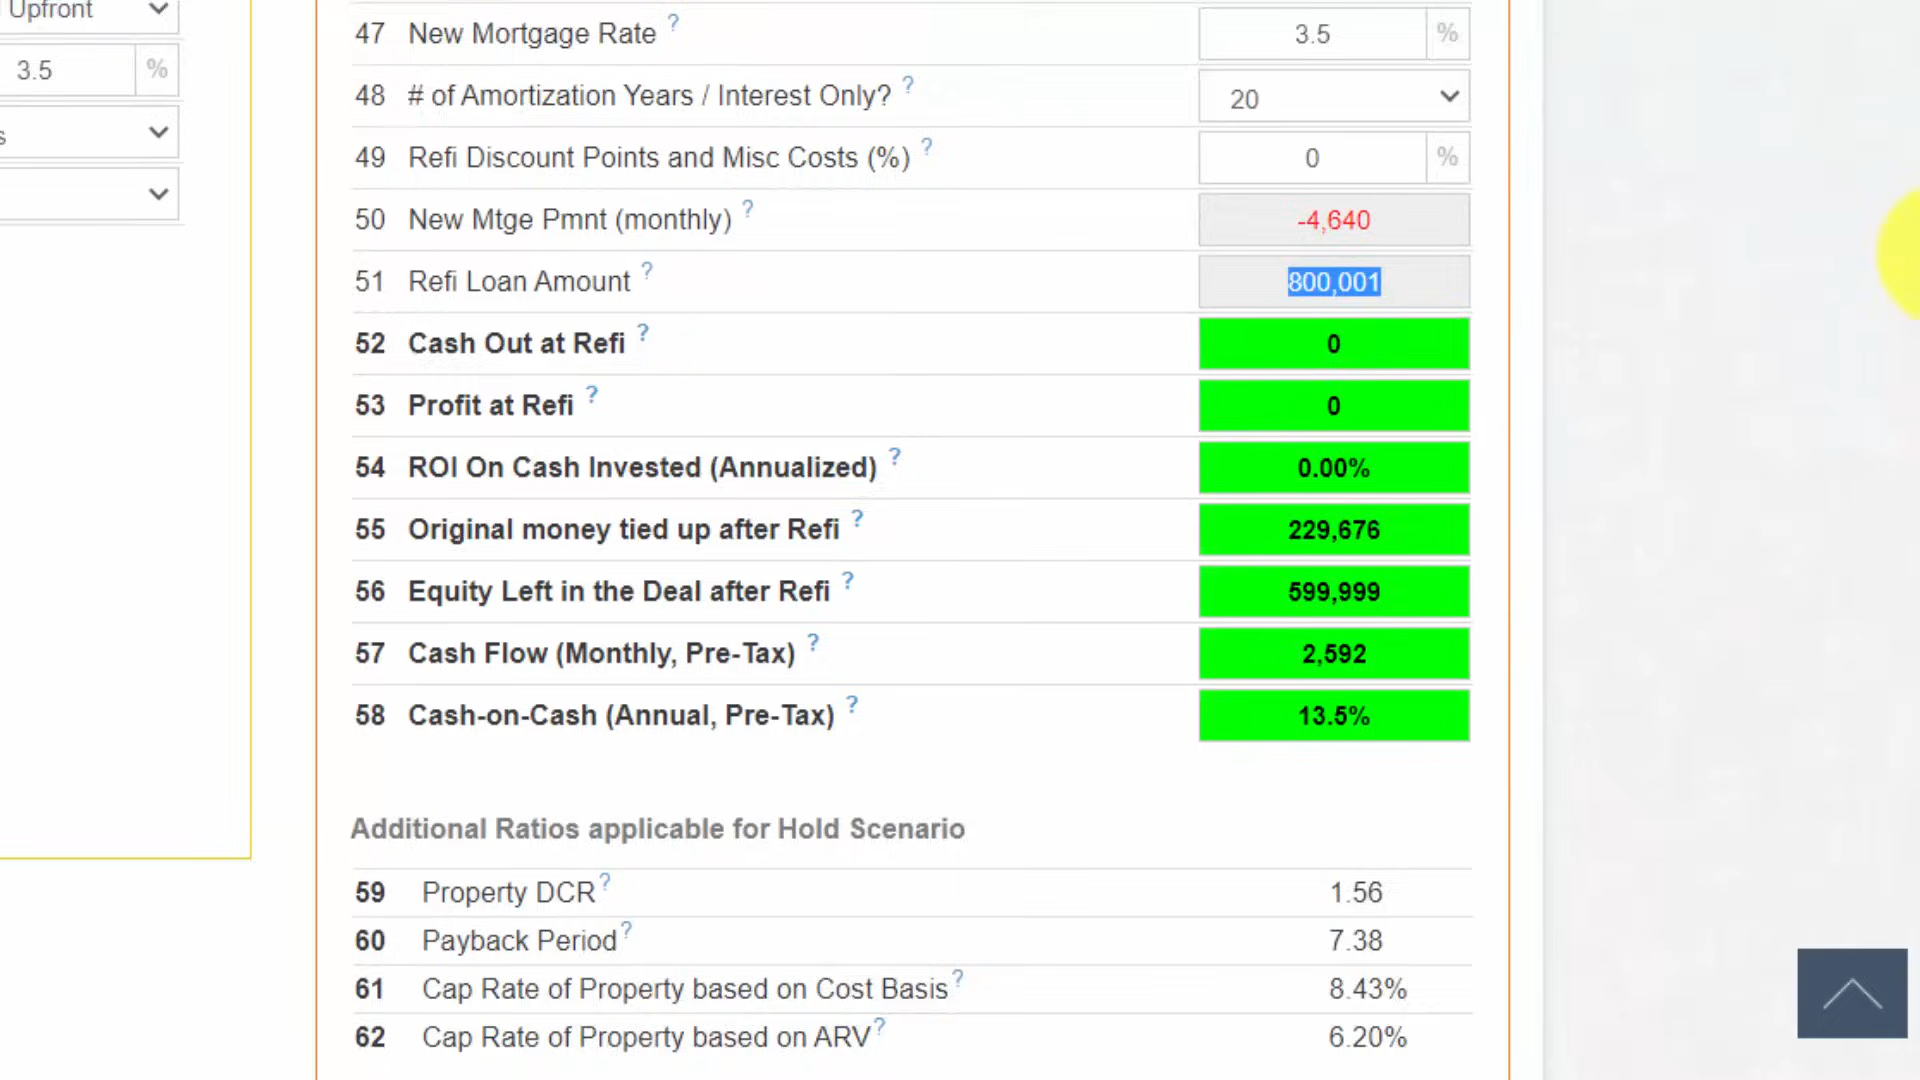 Upfront
3.5 %
s
47 New Mortgage Rate ? 3.5 %
48 # of Amortization Years / Interest Only? ? 20
49 Refi Discount Points and Misc Costs (%) ? 0 %
50 New Mtge Pmnt (monthly) ? -4,640
51 Refi Loan Amount ? 800,001
52 Cash Out at Refi ? 0
53 Profit at Refi ? 0
54 ROI On Cash Invested (Annualized) ? 0.00%
55 Original money tied up after Refi ? 229,676
56 Equity Left in the Deal after Refi ? 599,999
57 Cash Flow (Monthly, Pre-Tax) ? 2,592
58 Cash-on-Cash (Annual, Pre-Tax) ? 13.5%
Additional Ratios applicable for Hold Scenario
59 Property DCR ? 1.56
60 Payback Period ? 7.38
61 Cap Rate of Property based on Cost Basis ? 8.43%
62 Cap Rate of Property based on ARV ? 6.20%